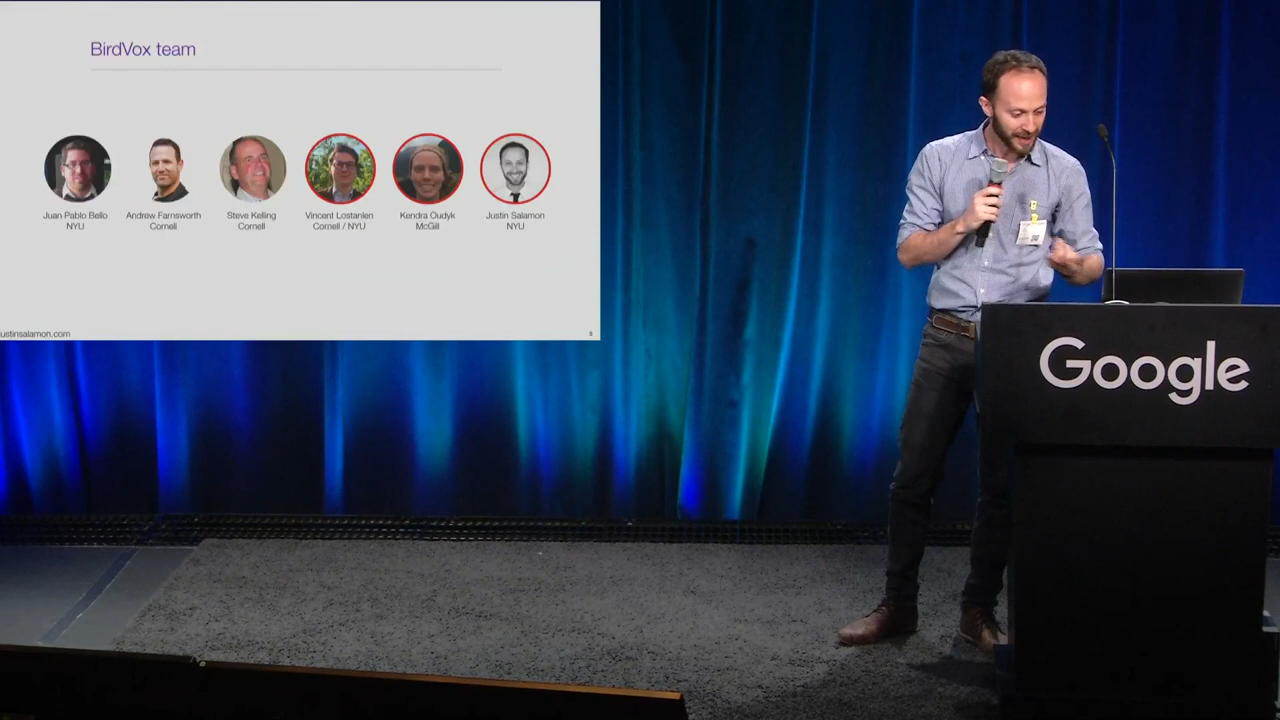 BirdVox team
Juan Pablo Bello
NYU
Andrew Farnsworth
Cornell
Steve Kelling
Cornell
Vincent Lostanlen
Cornell / NYU
Kendra Oudyk
McGill
Justin Salamon
NYU
ustinsalamon.com
Google